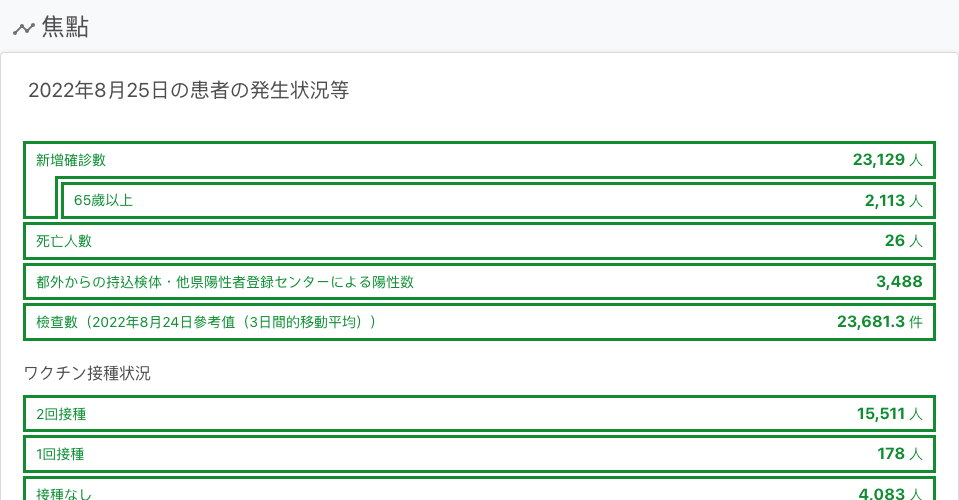 焦點
2022年8月25日の患者の発生状況等
新增確診數 23,129 人
65歲以上 2,113 人
死亡人數 26 人
都外からの持込検体・他県陽性者登録センターによる陽性数 3,488
檢查數（2022年8月24日參考值（3日間的移動平均）） 23,681.3 件
ワクチン接種状況
2回接種 15,511 人
1回接種 178 人
接種なし 4,083 人